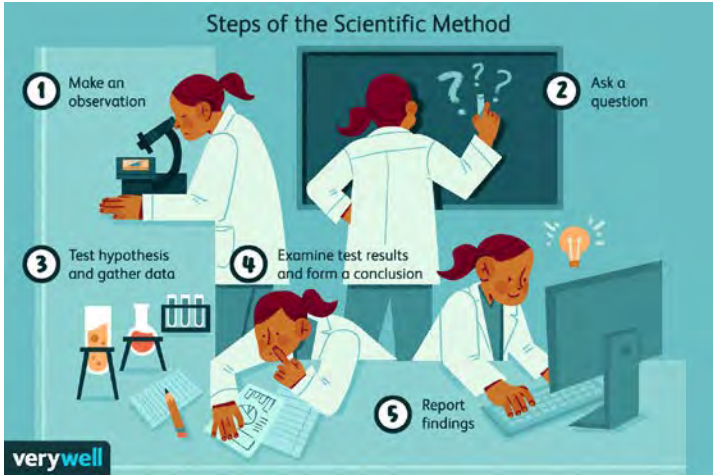 Steps of the Scientific Method
1
Make an
observation
2
Ask a
question
3
Test hypothesis
and gather data
4
Examine test results
and form a conclusion
5
Report
findings
verywell
???